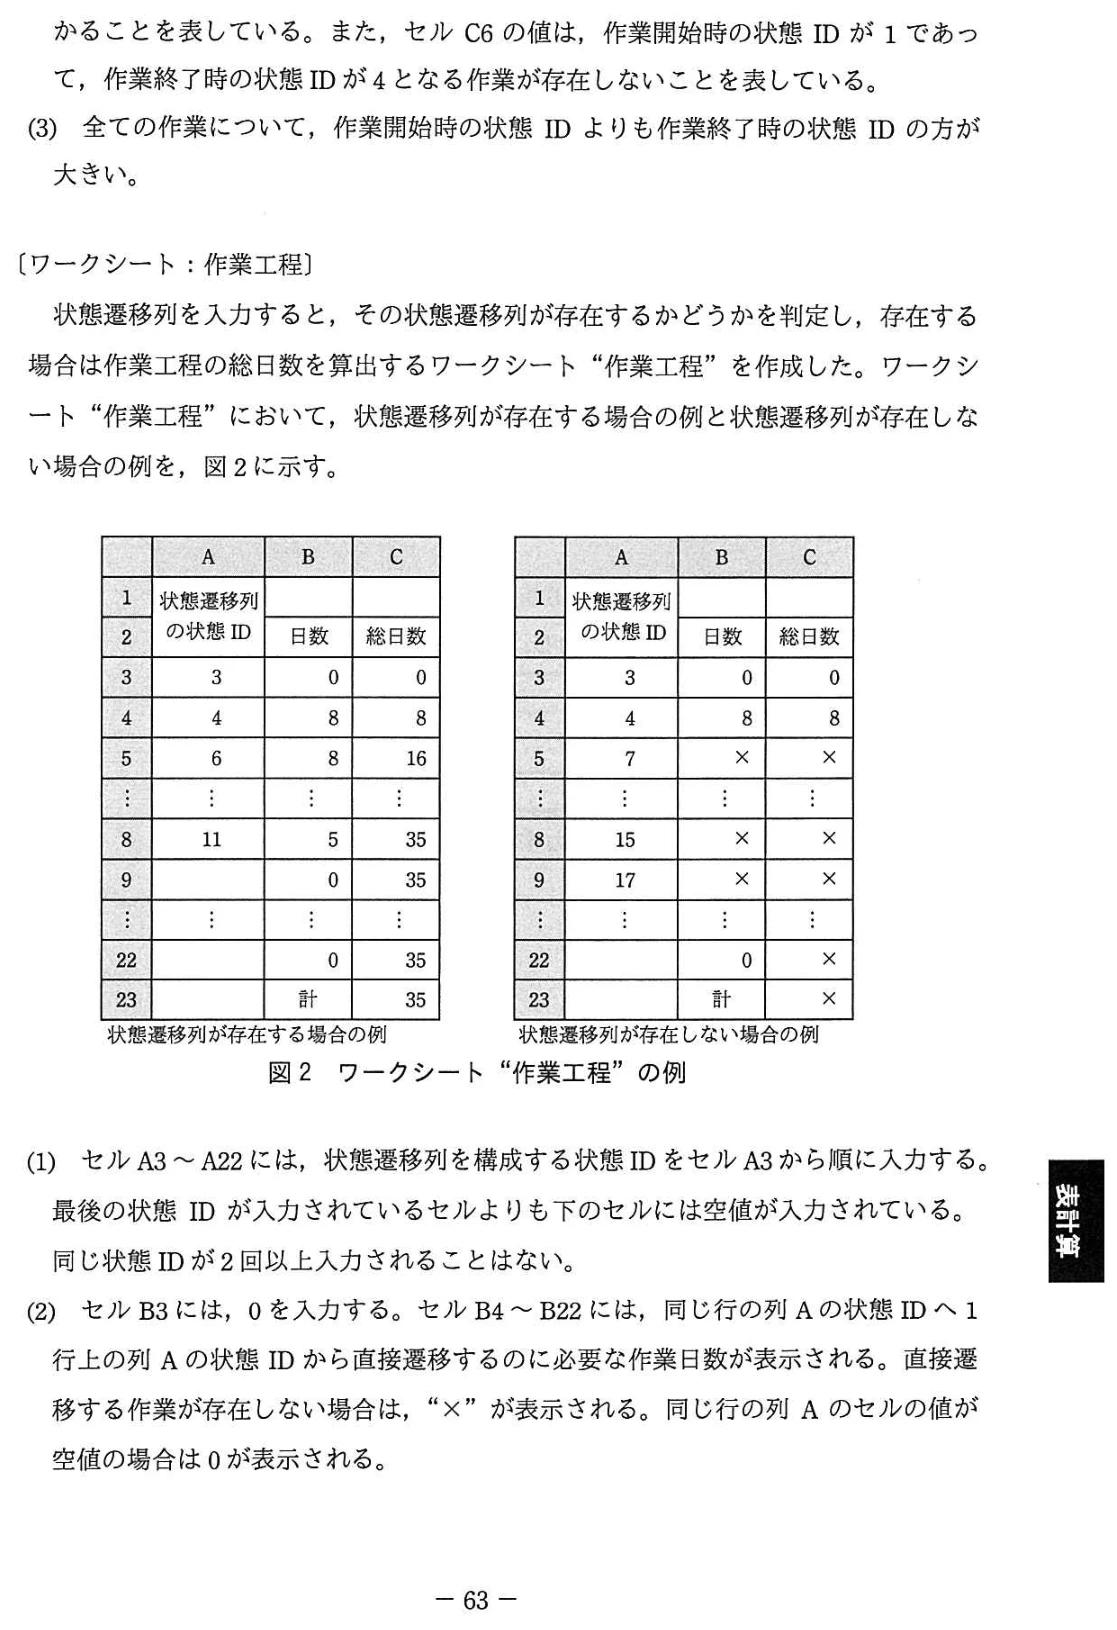 かることを表している。また，セル C6 の値は，作業開始時の状態 ID が 1 であっ
て，作業終了時の状態 ID が 4 となる作業が存在しないことを表している。
(3) 全ての作業について，作業開始時の状態 ID よりも作業終了時の状態 ID の方が
大きい。
〔ワークシート：作業工程〕
状態遷移列を入力すると，その状態遷移列が存在するかどうかを判定し，存在する
場合は作業工程の総日数を算出するワークシート“作業工程”を作成した。ワークシ
ート“作業工程”において，状態遷移列が存在する場合の例と状態遷移列が存在しな
い場合の例を，図 2 に示す。
A B C
1 状態遷移列
2 の状態 ID 日数 総日数
3 3 0 0
4 4 8 8
5 6 8 16
⋮ ⋮ ⋮ ⋮
8 11 5 35
9 0 35
⋮ ⋮ ⋮ ⋮
22 0 35
23 計 35
状態遷移列が存在する場合の例
A B C
1 状態遷移列
2 の状態 ID 日数 総日数
3 3 0 0
4 4 8 8
5 7 × ×
⋮ ⋮ ⋮ ⋮
8 15 × ×
9 17 × ×
⋮ ⋮ ⋮ ⋮
22 0 ×
23 計 ×
状態遷移列が存在しない場合の例
図 2 ワークシート“作業工程”の例
(1) セル A3～A22 には，状態遷移列を構成する状態 ID をセル A3 から順に入力する。
最後の状態 ID が入力されているセルよりも下のセルには空値が入力されている。
同じ状態 ID が 2 回以上入力されることはない。
(2) セル B3 には，0 を入力する。セル B4～B22 には，同じ行の列 A の状態 ID へ 1
行上の列 A の状態 ID から直接遷移するのに必要な作業日数が表示される。直接遷
移する作業が存在しない場合は，“×”が表示される。同じ行の列 A のセルの値が
空値の場合は 0 が表示される。
表計算
－ 63 －